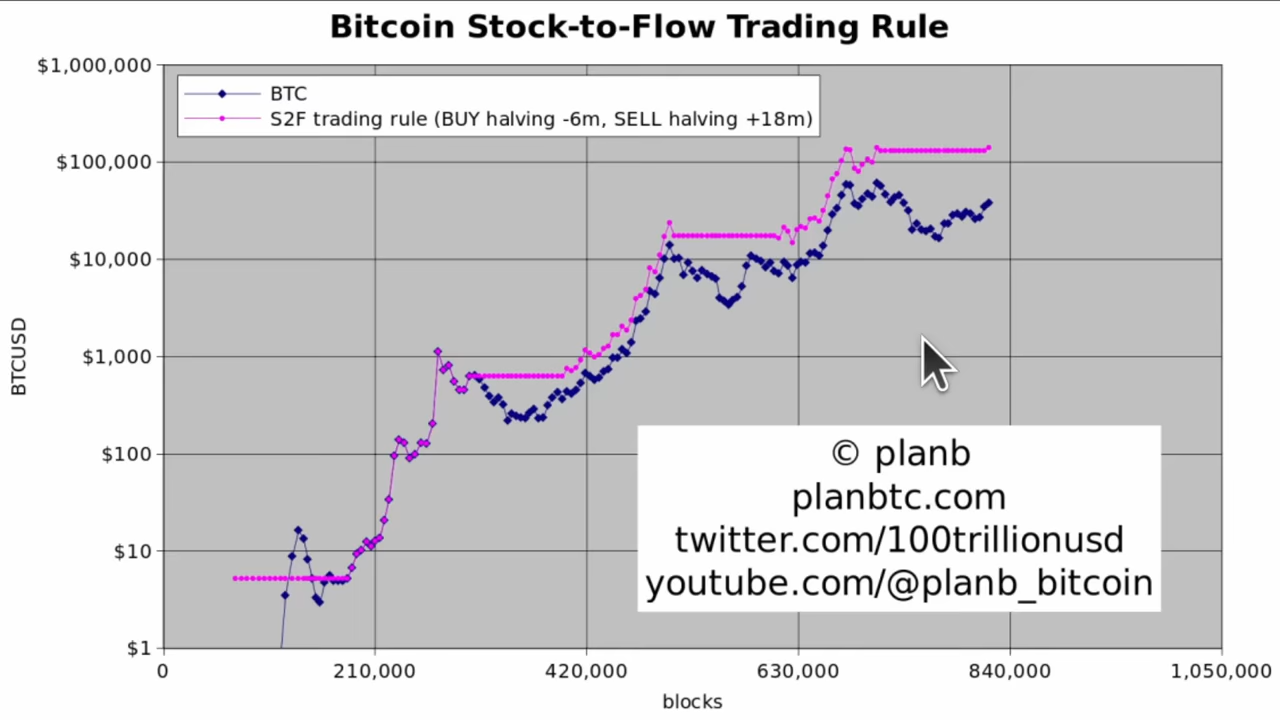 Bitcoin Stock-to-Flow Trading Rule
$1,000,000
BTC
S2F trading rule (BUY halving -6m, SELL halving +18m)
$100,000
$10,000
$1,000
$100
$10
$1
BTCUSD
© planb
planbtc.com
twitter.com/100trillionusd
youtube.com/@planb_bitcoin
0 210,000 420,000 630,000 840,000 1,050,000
blocks